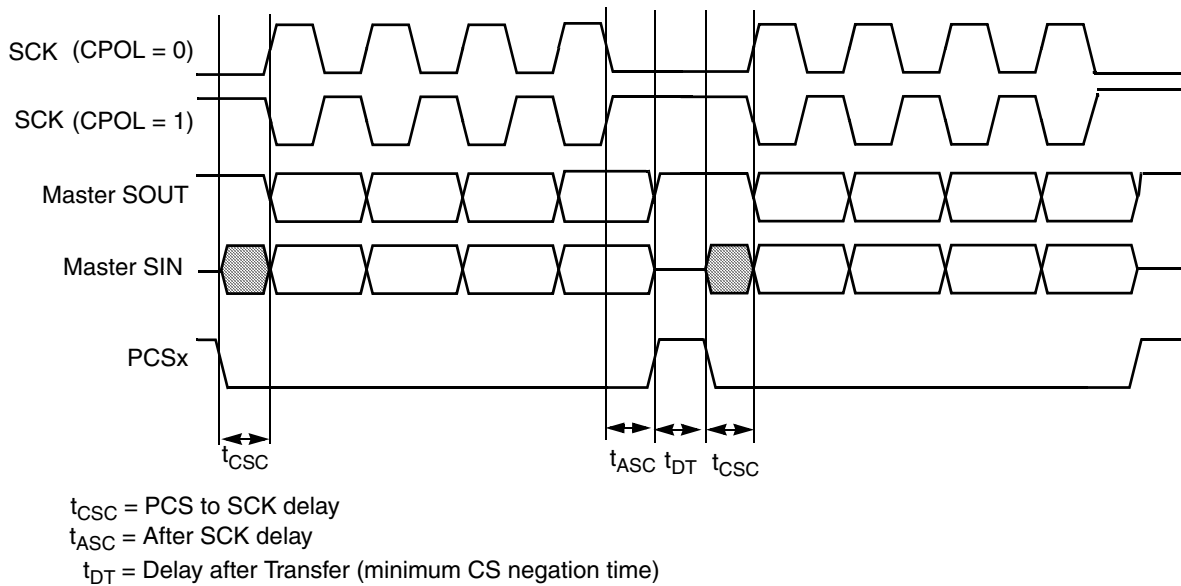 SCK (CPOL = 0)
SCK (CPOL = 1)
Master SOUT
Master SIN
PCSx
tCSC
tASC
tDT
tCSC
tCSC = PCS to SCK delay
tASC = After SCK delay
tDT = Delay after Transfer (minimum CS negation time)